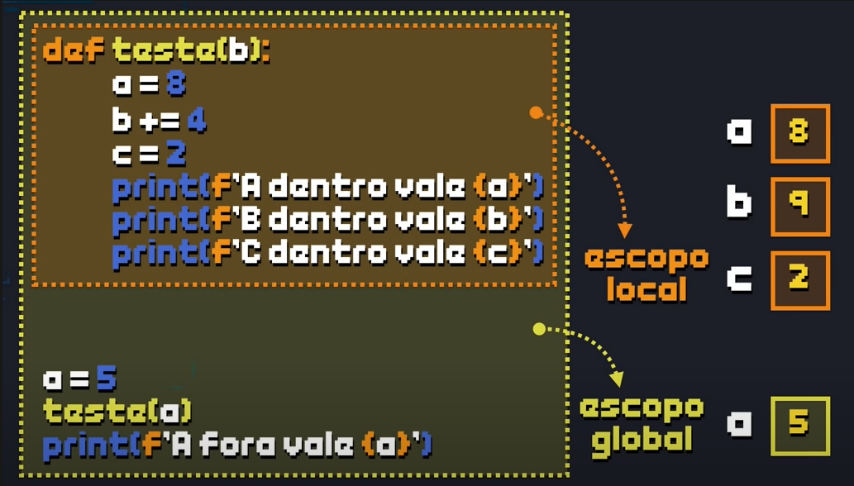 def teste(b):
a = 8
b += 4
c = 2
print(f'A dentro vale {a}')
print(f'B dentro vale {b}')
print(f'C dentro vale {c}')
a = 5
teste(a)
print(f'A fora vale {a}')
escopo
local
a 8
b 9
c 2
escopo
global
a 5